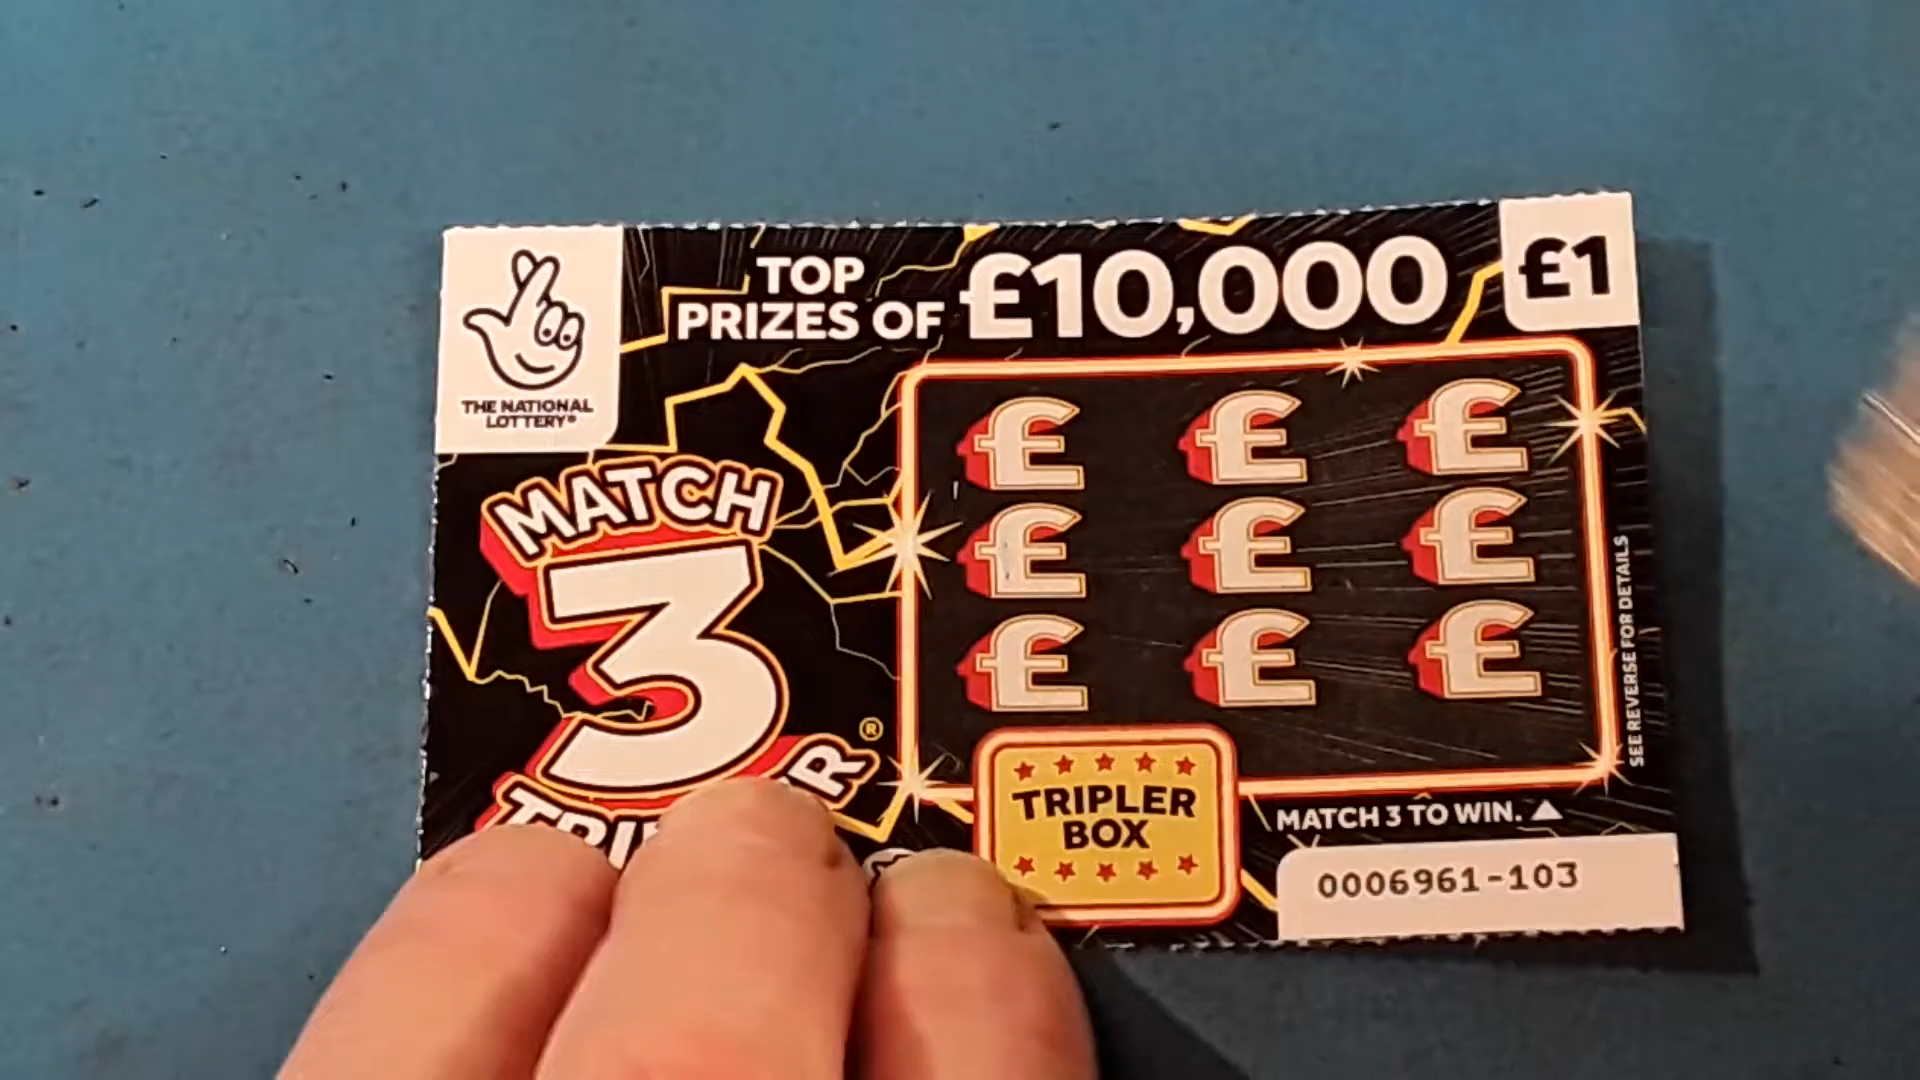 THE NATIONAL
LOTTERY®
TOP
PRIZES OF £10,000
£1
MATCH
3
®
£ £ £
£ £ £
£ £ £
TRIPLER
BOX
MATCH 3 TO WIN.
0006961-103
SEE REVERSE FOR DETAILS